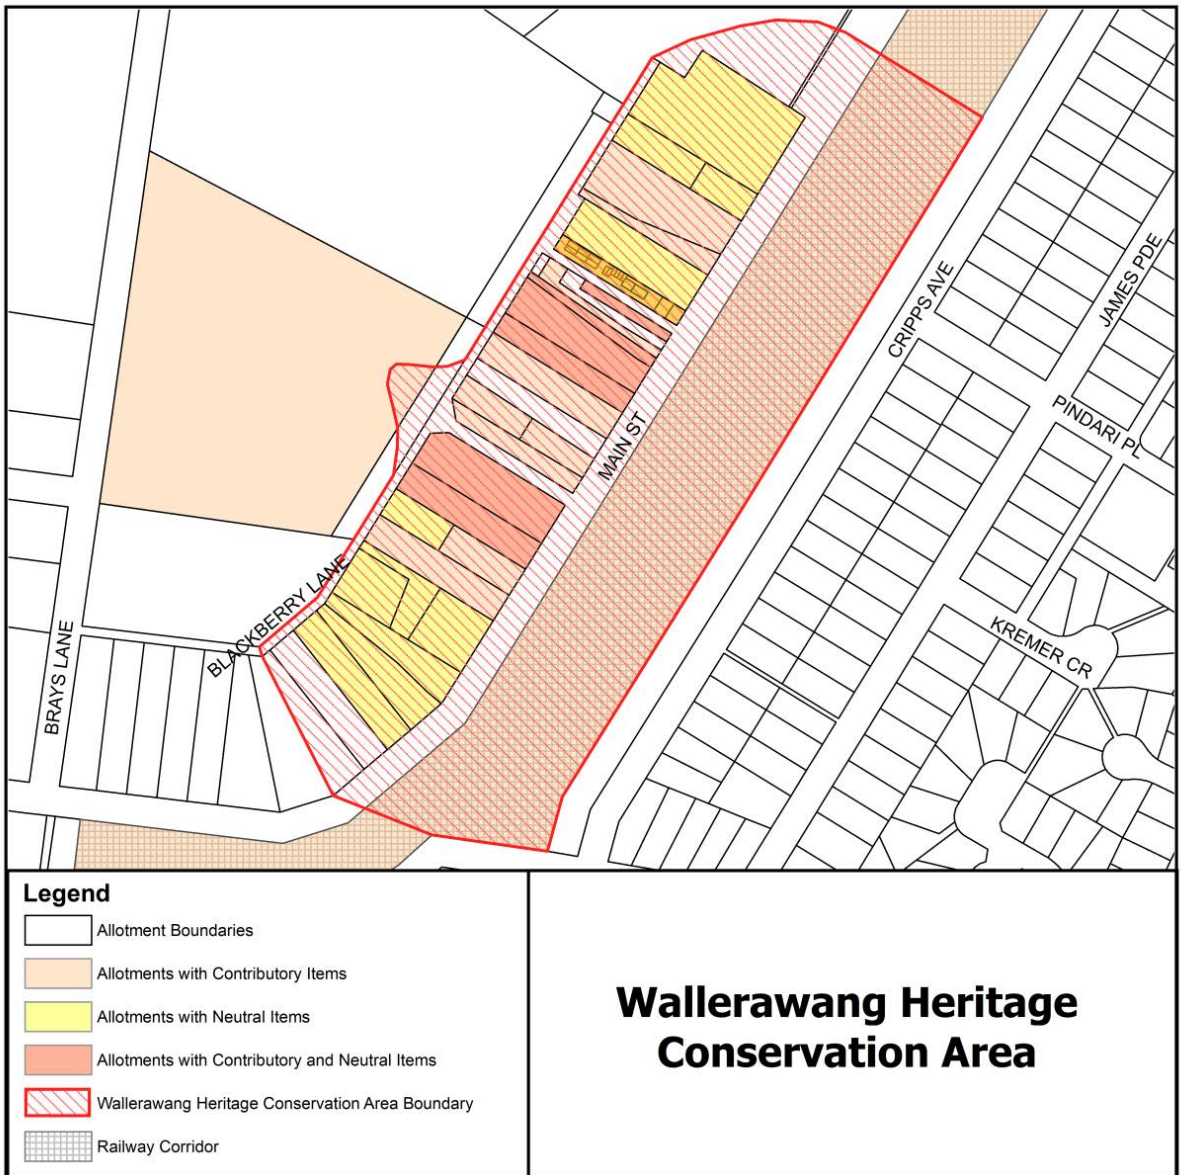 CRIPPS AVE
JAMES PDE
PINDARI PL
MAIN ST
BLACKBERRY LANE
BRAYS LANE
KREMER CR
Legend
Allotment Boundaries
Allotments with Contributory Items
Allotments with Neutral Items
Allotments with Contributory and Neutral Items
Wallerawang Heritage Conservation Area Boundary
Railway Corridor
Wallerawang Heritage
Conservation Area